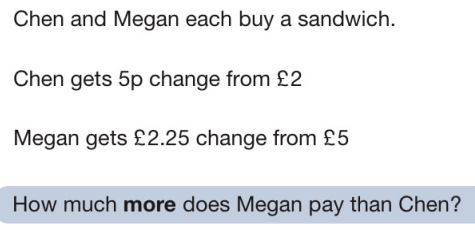 Chen and Megan each buy a sandwich.
Chen gets 5p change from £2
Megan gets £2.25 change from £5
How much more does Megan pay than Chen?